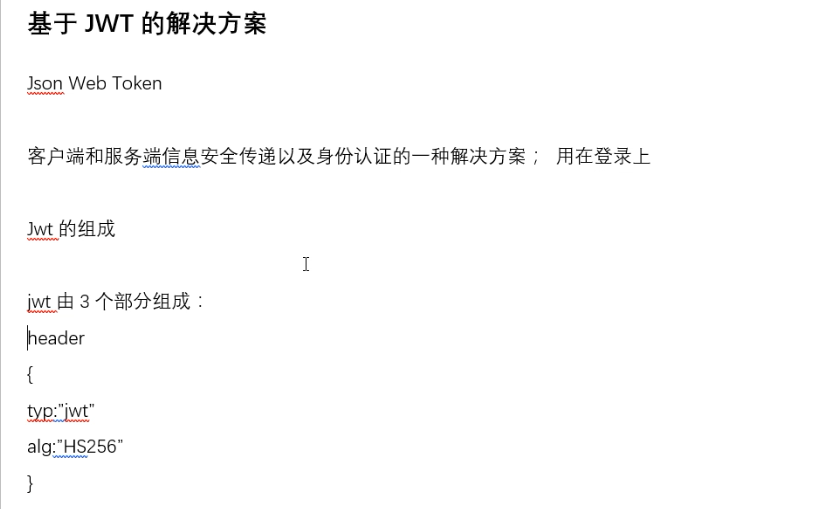 基于 JWT 的解决方案
Json Web Token
客户端和服务端信息安全传递以及身份认证的一种解决方案； 用在登录上
Jwt 的组成
jwt 由 3 个部分组成：
header
{
typ:"jwt"
alg:"HS256"
}